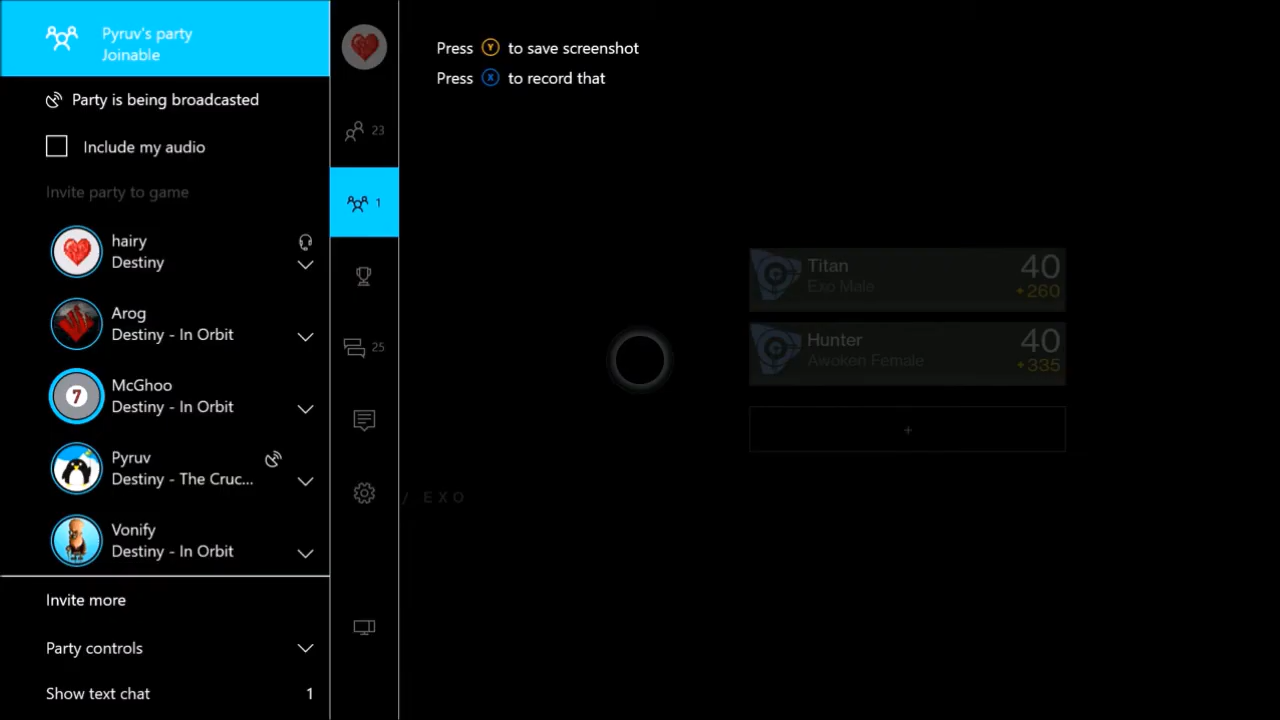 Pyruv's party
Joinable
Party is being broadcasted
Include my audio
Invite party to game
hairy
Destiny
Arog
Destiny - In Orbit
7
McGhoo
Destiny - In Orbit
Pyruv
Destiny - The Cruc...
Vonify
Destiny - In Orbit
Invite more
Party controls
Show text chat 1
23
1
25
Press Y to save screenshot
Press X to record that
Titan 40
Exo Male +260
Hunter 40
Awoken Female +335
+
/ EXO